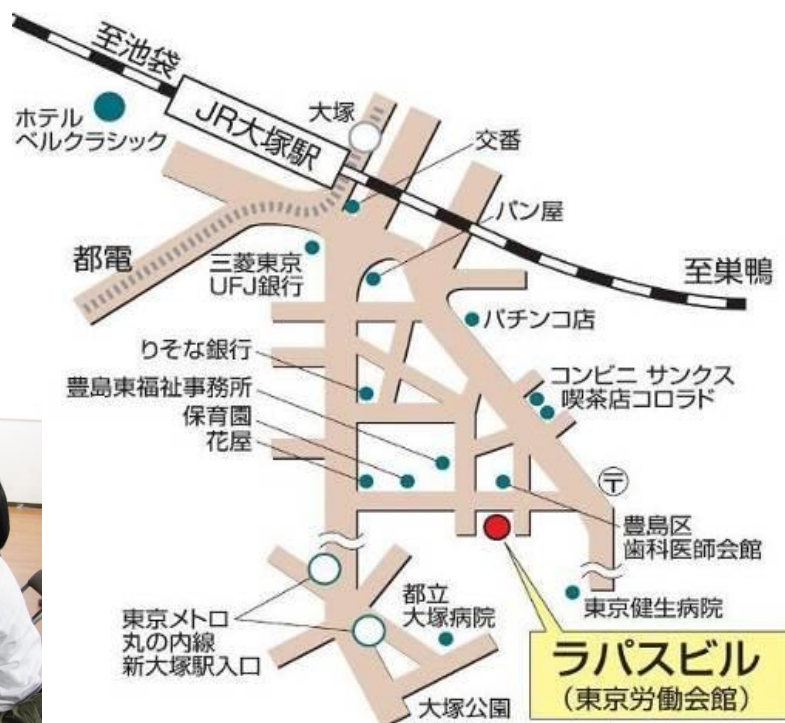 至池袋
ホテル
ベルクラシック
JR大塚駅
大塚
交番
パン屋
都電
三菱東京
UFJ銀行
至巣鴨
パチンコ店
りそな銀行
豊島東福祉事務所
保育園
花屋
コンビニ サンクス
喫茶店コロラド
〒
豊島区
歯科医師会館
東京メトロ
丸の内線
新大塚駅入口
都立
大塚病院
東京健生病院
大塚公園
ラパスビル
（東京労働会館）